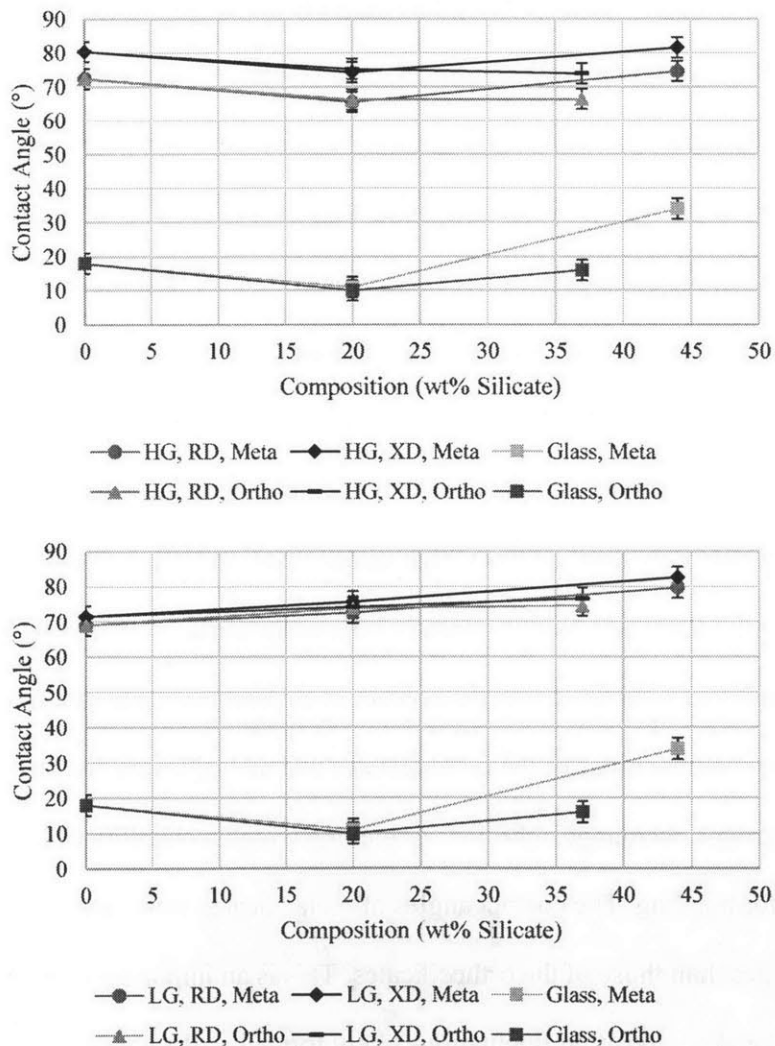 90
80
70
60
50
40
30
20
10
0
Contact Angle (°)
0 5 10 15 20 25 30 35 40 45 50
Composition (wt% Silicate)
HG, RD, Meta HG, XD, Meta Glass, Meta
HG, RD, Ortho HG, XD, Ortho Glass, Ortho
90
80
70
60
50
40
30
20
10
0
Contact Angle (°)
0 5 10 15 20 25 30 35 40 45 50
Composition (wt% Silicate)
LG, RD, Meta LG, XD, Meta Glass, Meta
LG, RD, Ortho LG, XD, Ortho Glass, Ortho